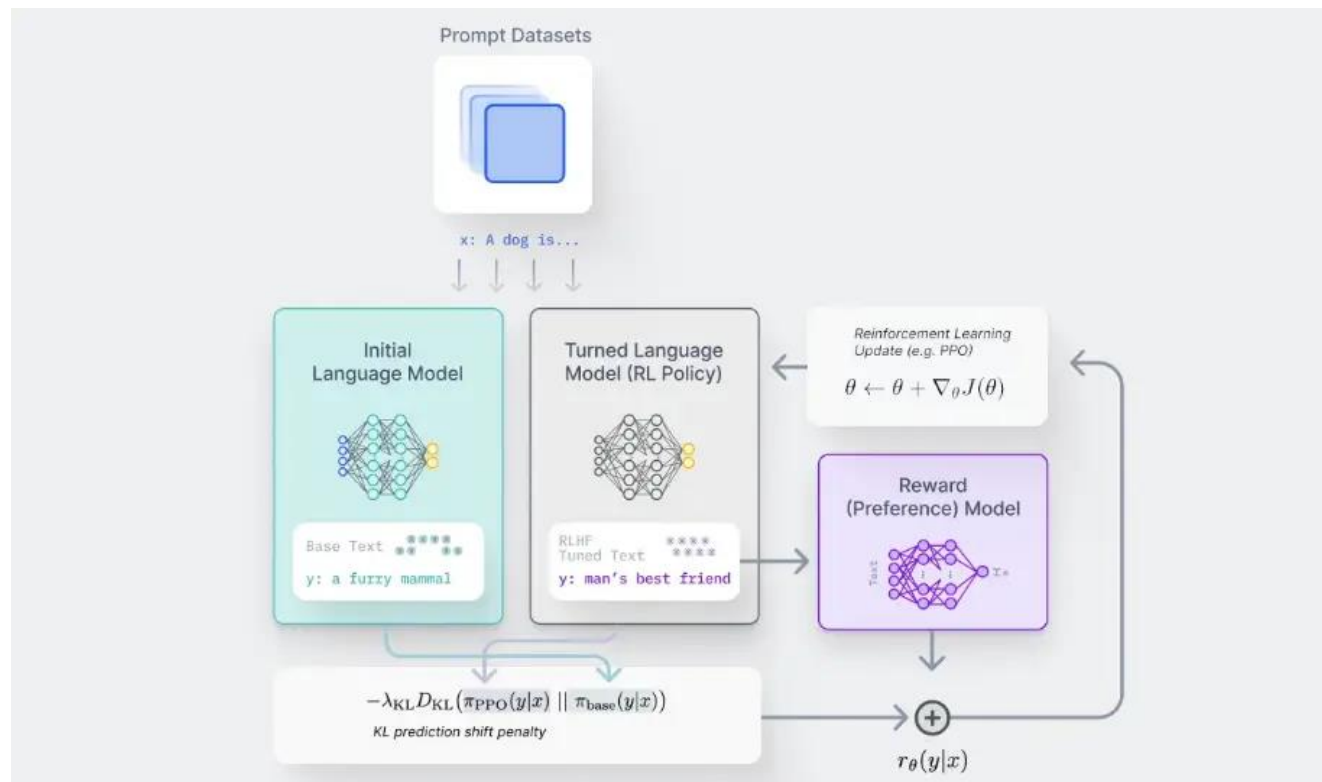 Prompt Datasets
x: A dog is...
Initial
Language Model
Base Text
y: a furry mammal
Turned Language
Model (RL Policy)
RLHF
Tuned Text
y: man's best friend
Reinforcement Learning
Update (e.g. PPO)
θ ← θ + ∇θJ(θ)
Reward
(Preference) Model
Text
−λKL DKL(πPPO(y|x) || πbase(y|x))
KL prediction shift penalty
+
rθ(y|x)